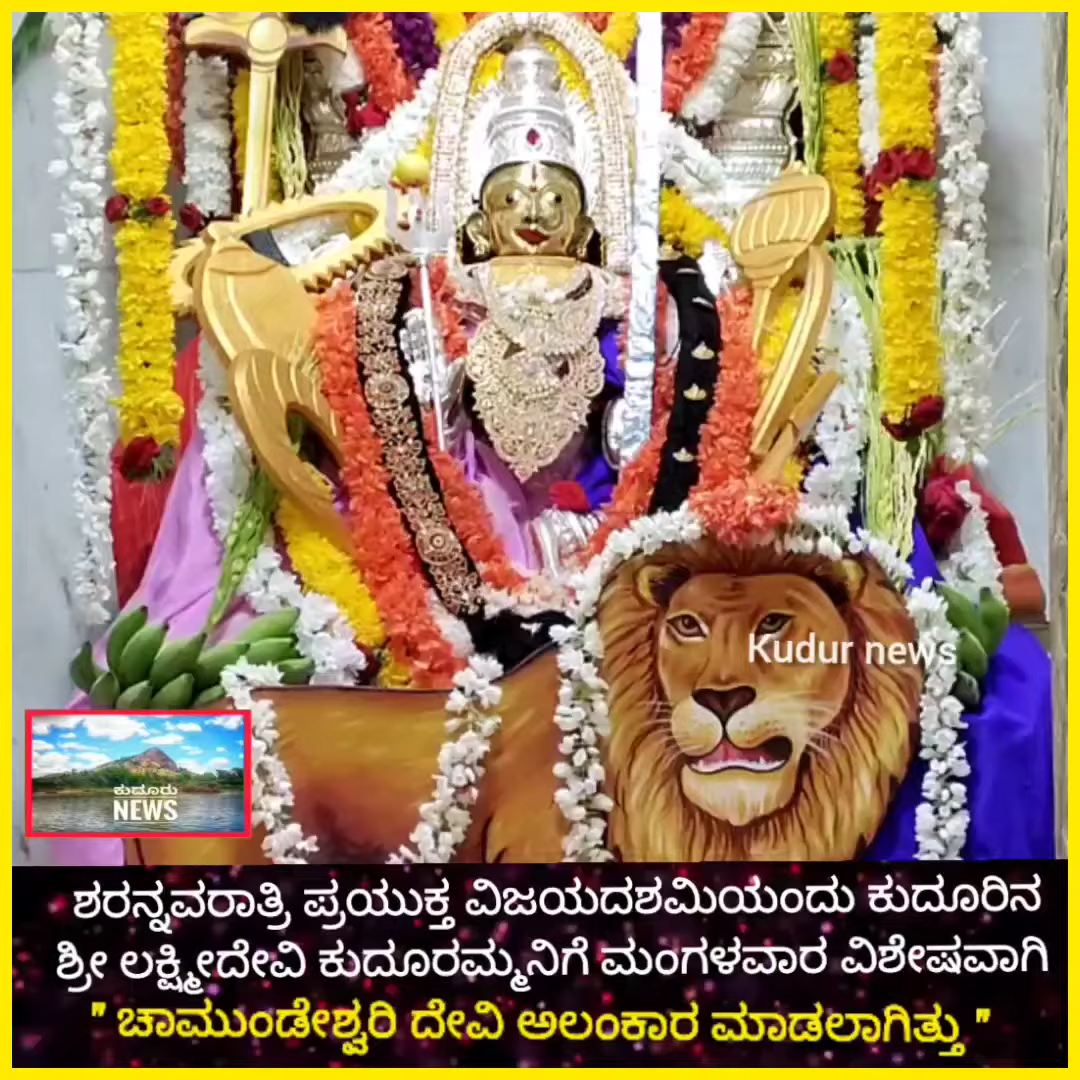 Kudur news
ಕುದೂರು
NEWS
ಶರನ್ನವರಾತ್ರಿ ಪ್ರಯುಕ್ತ ವಿಜಯದಶಮಿಯಂದು ಕುದೂರಿನ
ಶ್ರೀ ಲಕ್ಷ್ಮೀದೇವಿ ಕುದೂರಮ್ಮನಿಗೆ ಮಂಗಳವಾರ ವಿಶೇಷವಾಗಿ
" ಚಾಮುಂಡೇಶ್ವರಿ ದೇವಿ ಅಲಂಕಾರ ಮಾಡಲಾಗಿತ್ತು "